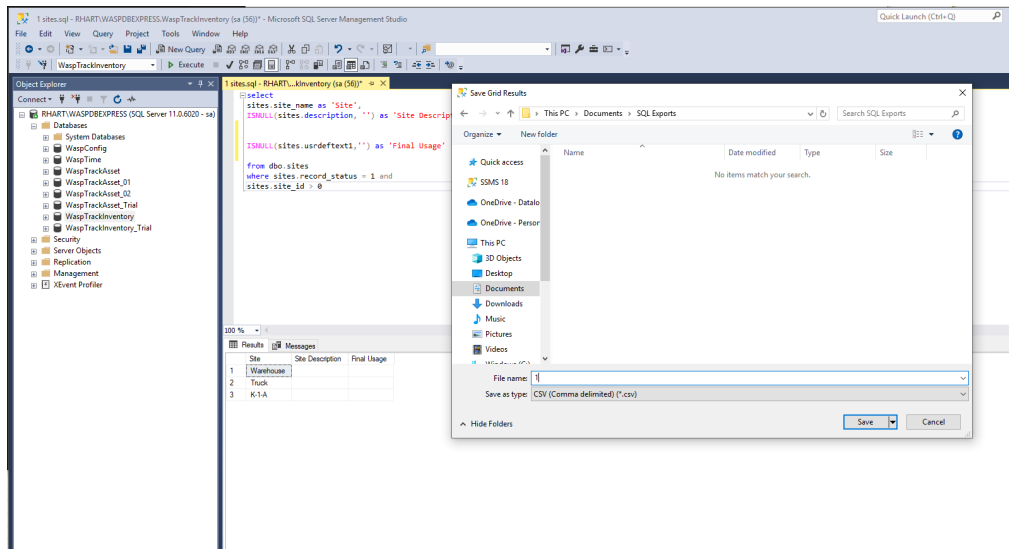 1 sites.sql - RHART\WASPDBEXPRESS.WaspTrackInventory (sa (56))* - Microsoft SQL Server Management Studio
Quick Launch (Ctrl+Q)
File Edit View Query Project Tools Window Help
New Query
WaspTrackInventory Execute
Object Explorer
Connect
RHART\WASPDBEXPRESS (SQL Server 11.0.6020 - sa)
Databases
System Databases
WaspConfig
WaspTime
WaspTrackAsset
WaspTrackAsset_01
WaspTrackAsset_02
WaspTrackAsset_Trial
WaspTrackInventory
WaspTrackInventory_Trial
Security
Server Objects
Replication
Management
XEvent Profiler
1 sites.sql - RHART\...kInventory (sa (56))*
select
sites.site_name as 'Site',
ISNULL(sites.description, '') as 'Site Descrip
ISNULL(sites.usrdeftext1,'') as 'Final Usage'
from dbo.sites
where sites.record_status = 1 and
sites.site_id > 0
100 %
Results Messages
Site Site Description Final Usage
1 Warehouse
2 Truck
3 K-1-A
Save Grid Results
This PC > Documents > SQL Exports
Search SQL Exports
Organize New folder
Quick access
SSMS 18
OneDrive - Datalo
OneDrive - Person
This PC
3D Objects
Desktop
Documents
Downloads
Music
Pictures
Videos
Name Date modified Type Size
No items match your search.
File name: 1
Save as type: CSV (Comma delimited) (*.csv)
Hide Folders
Save Cancel